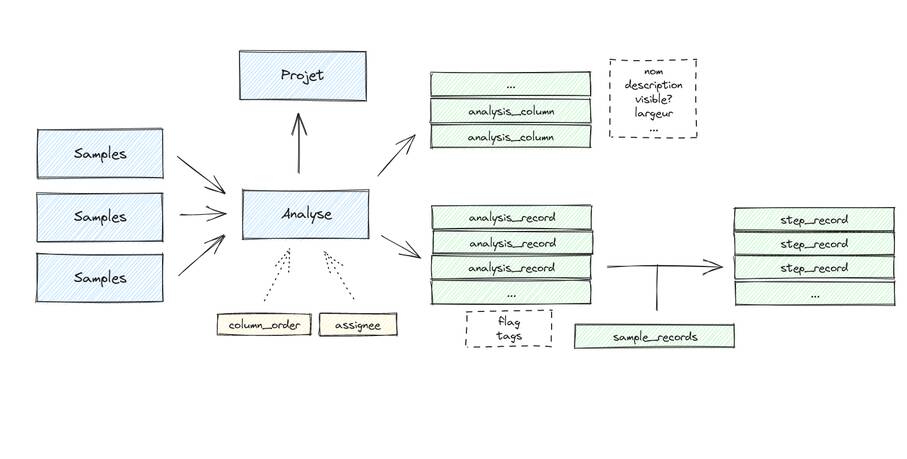 Projet
...
analysis_column
analysis_column
nom
description
visible?
largeur
...
Samples
Samples
Samples
Analyse
column_order
assignee
analysis_record
analysis_record
analysis_record
...
flag
tags
sample_records
step_record
step_record
step_record
...